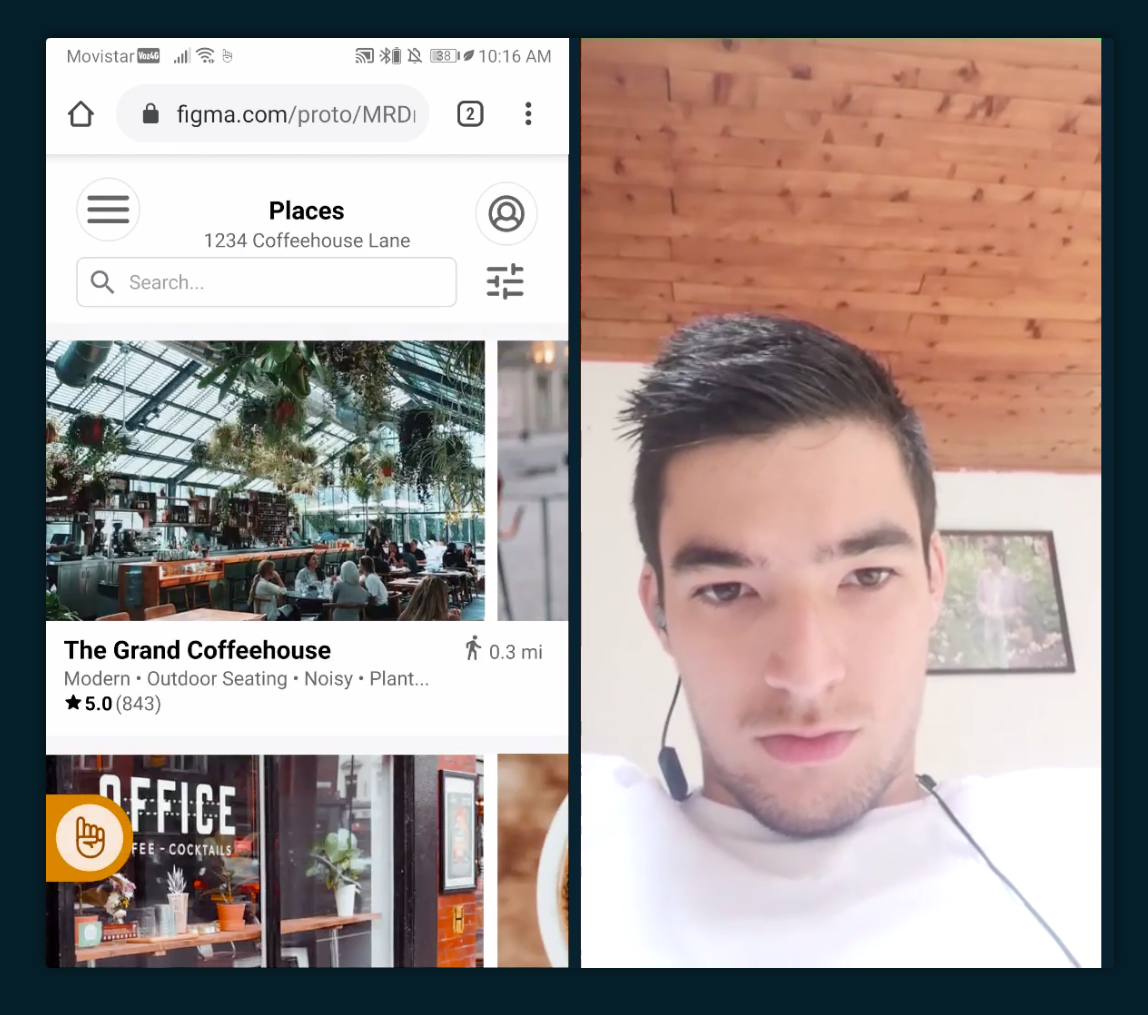 Movistar VoZ4G 38 10:16 AM
figma.com/proto/MRD
2
Places
1234 Coffeehouse Lane
Search...
The Grand Coffeehouse
0.3 mi
Modern • Outdoor Seating • Noisy • Plant...
★ 5.0 (843)
OFFICE
FEE - COCKTAILS